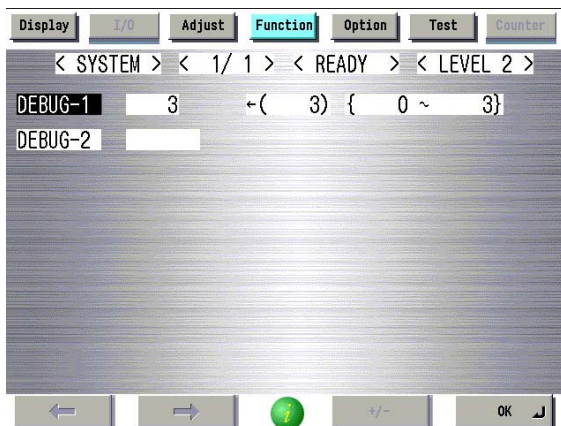 Display I/O Adjust Function Option Test Counter
< SYSTEM > < 1/ 1 > < READY > < LEVEL 2 >
DEBUG-1 3 ←( 3) { 0 ~ 3}
DEBUG-2
+/- OK